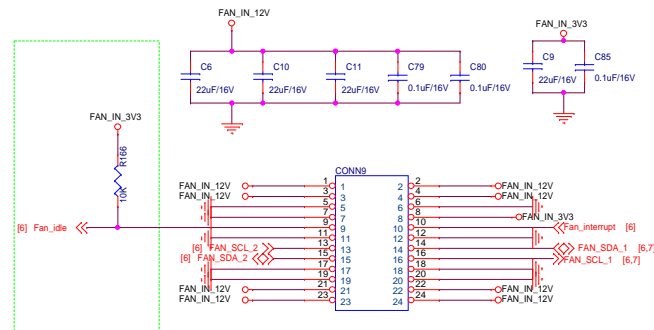 FAN_IN_12V
FAN_IN_3V3
C6
22uF/16V
C10
22uF/16V
C11
22uF/16V
C79
0.1uF/16V
C80
0.1uF/16V
C9
22uF/16V
C85
0.1uF/16V
FAN_IN_3V3
R166
10K
[6] Fan_idle
CONN9
FAN_IN_12V 1 1 2 2 FAN_IN_12V
FAN_IN_12V 3 3 4 4 FAN_IN_12V
5 5 6 6
7 7 8 8 FAN_IN_3V3
9 9 10 10 Fan_interrupt [6]
11 11 12 12
[6] FAN_SCL_2 13 13 14 14 FAN_SDA_1 [6,7]
[6] FAN_SDA_2 15 15 16 16 FAN_SCL_1 [6,7]
17 17 18 18
19 19 20 20
FAN_IN_12V 21 21 22 22 FAN_IN_12V
FAN_IN_12V 23 23 24 24 FAN_IN_12V